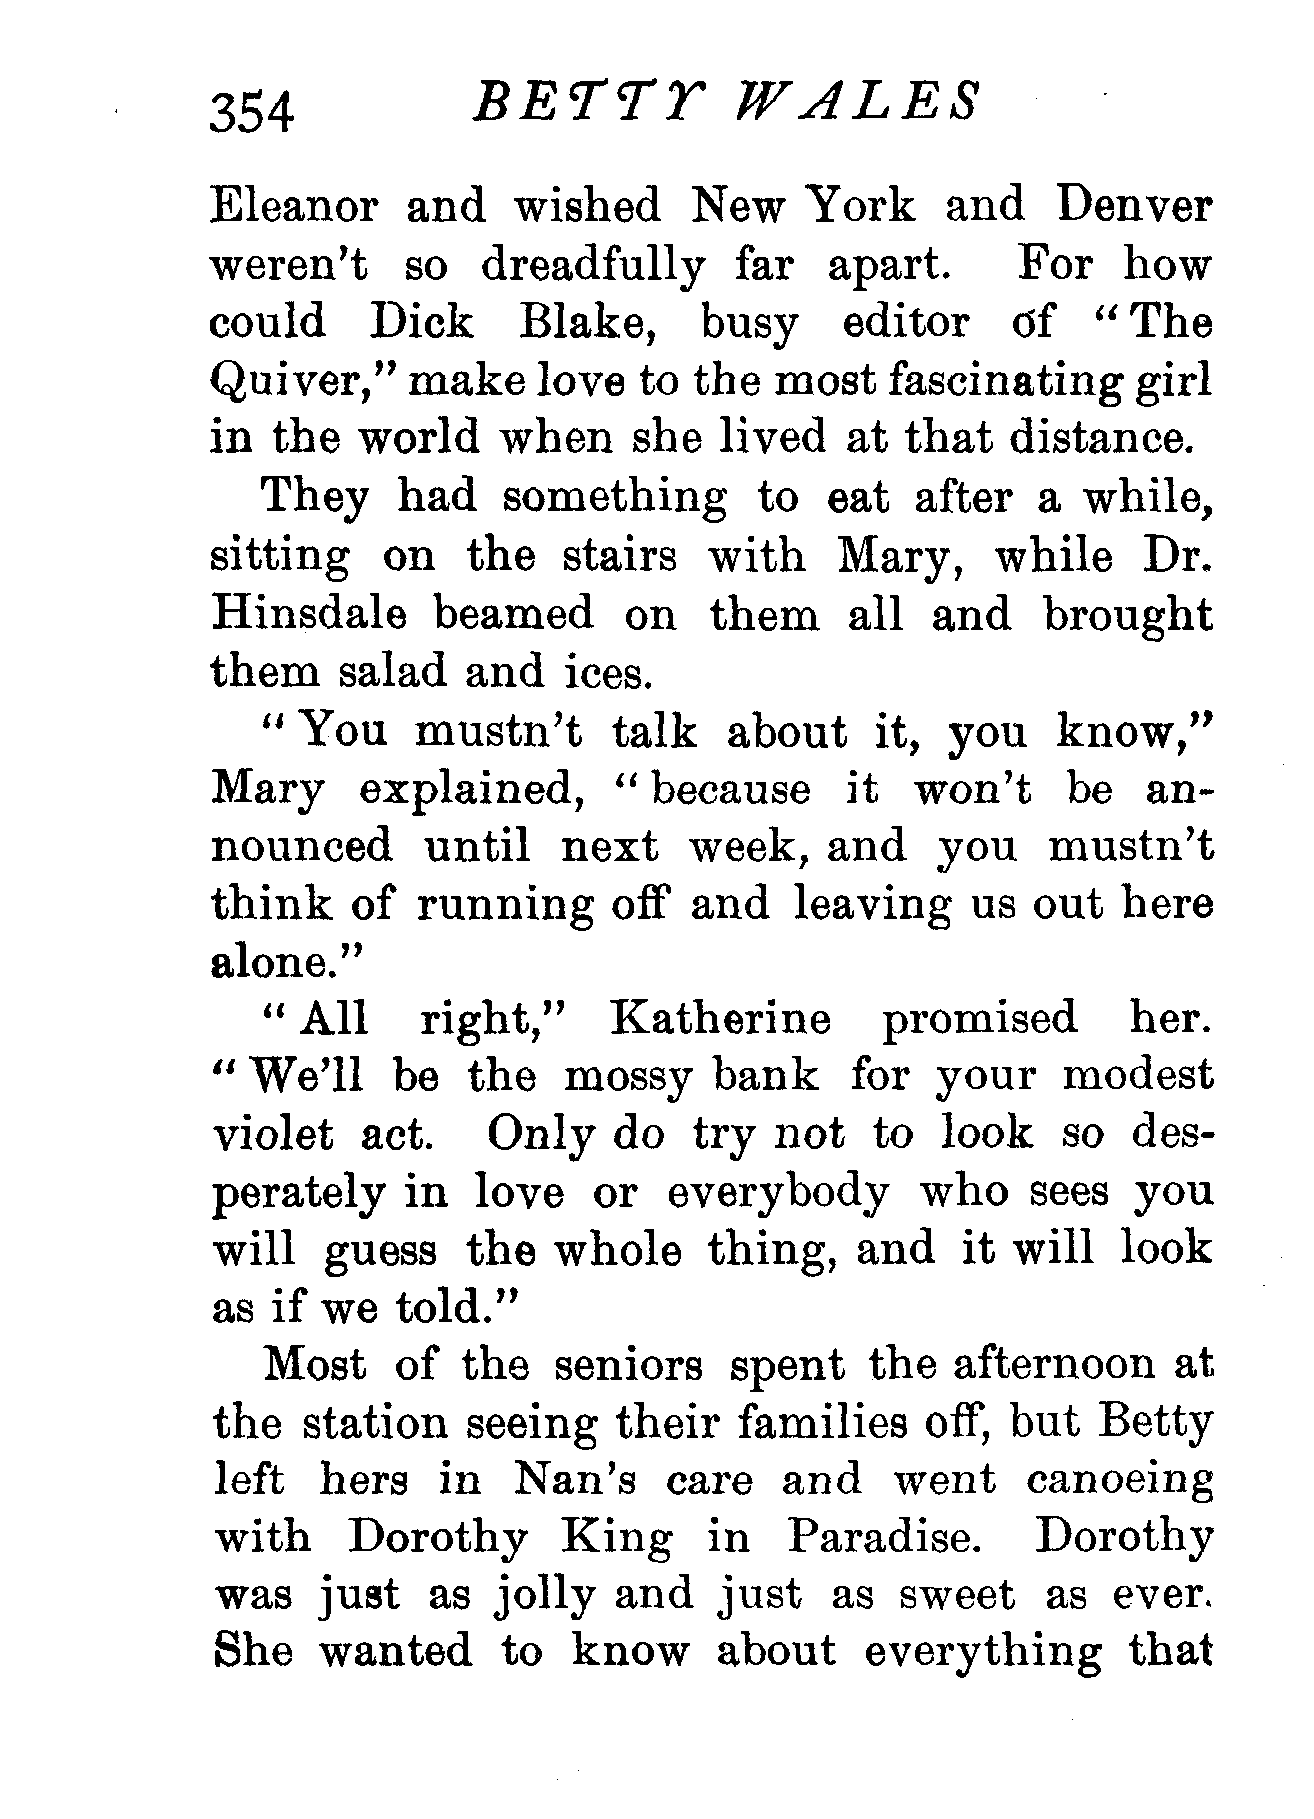 354 BETTY WALES
Eleanor and wished New York and Denver
weren't so dreadfully far apart. For how
could Dick Blake, busy editor of "The
Quiver," make love to the most fascinating girl
in the world when she lived at that distance.
They had something to eat after a while,
sitting on the stairs with Mary, while Dr.
Hinsdale beamed on them all and brought
them salad and ices.
"You mustn't talk about it, you know,"
Mary explained, "because it won't be an-
nounced until next week, and you mustn't
think of running off and leaving us out here
alone."
"All right," Katherine promised her.
"We'll be the mossy bank for your modest
violet act. Only do try not to look so des-
perately in love or everybody who sees you
will guess the whole thing, and it will look
as if we told."
Most of the seniors spent the afternoon at
the station seeing their families off, but Betty
left hers in Nan's care and went canoeing
with Dorothy King in Paradise. Dorothy
was just as jolly and just as sweet as ever.
She wanted to know about everything that